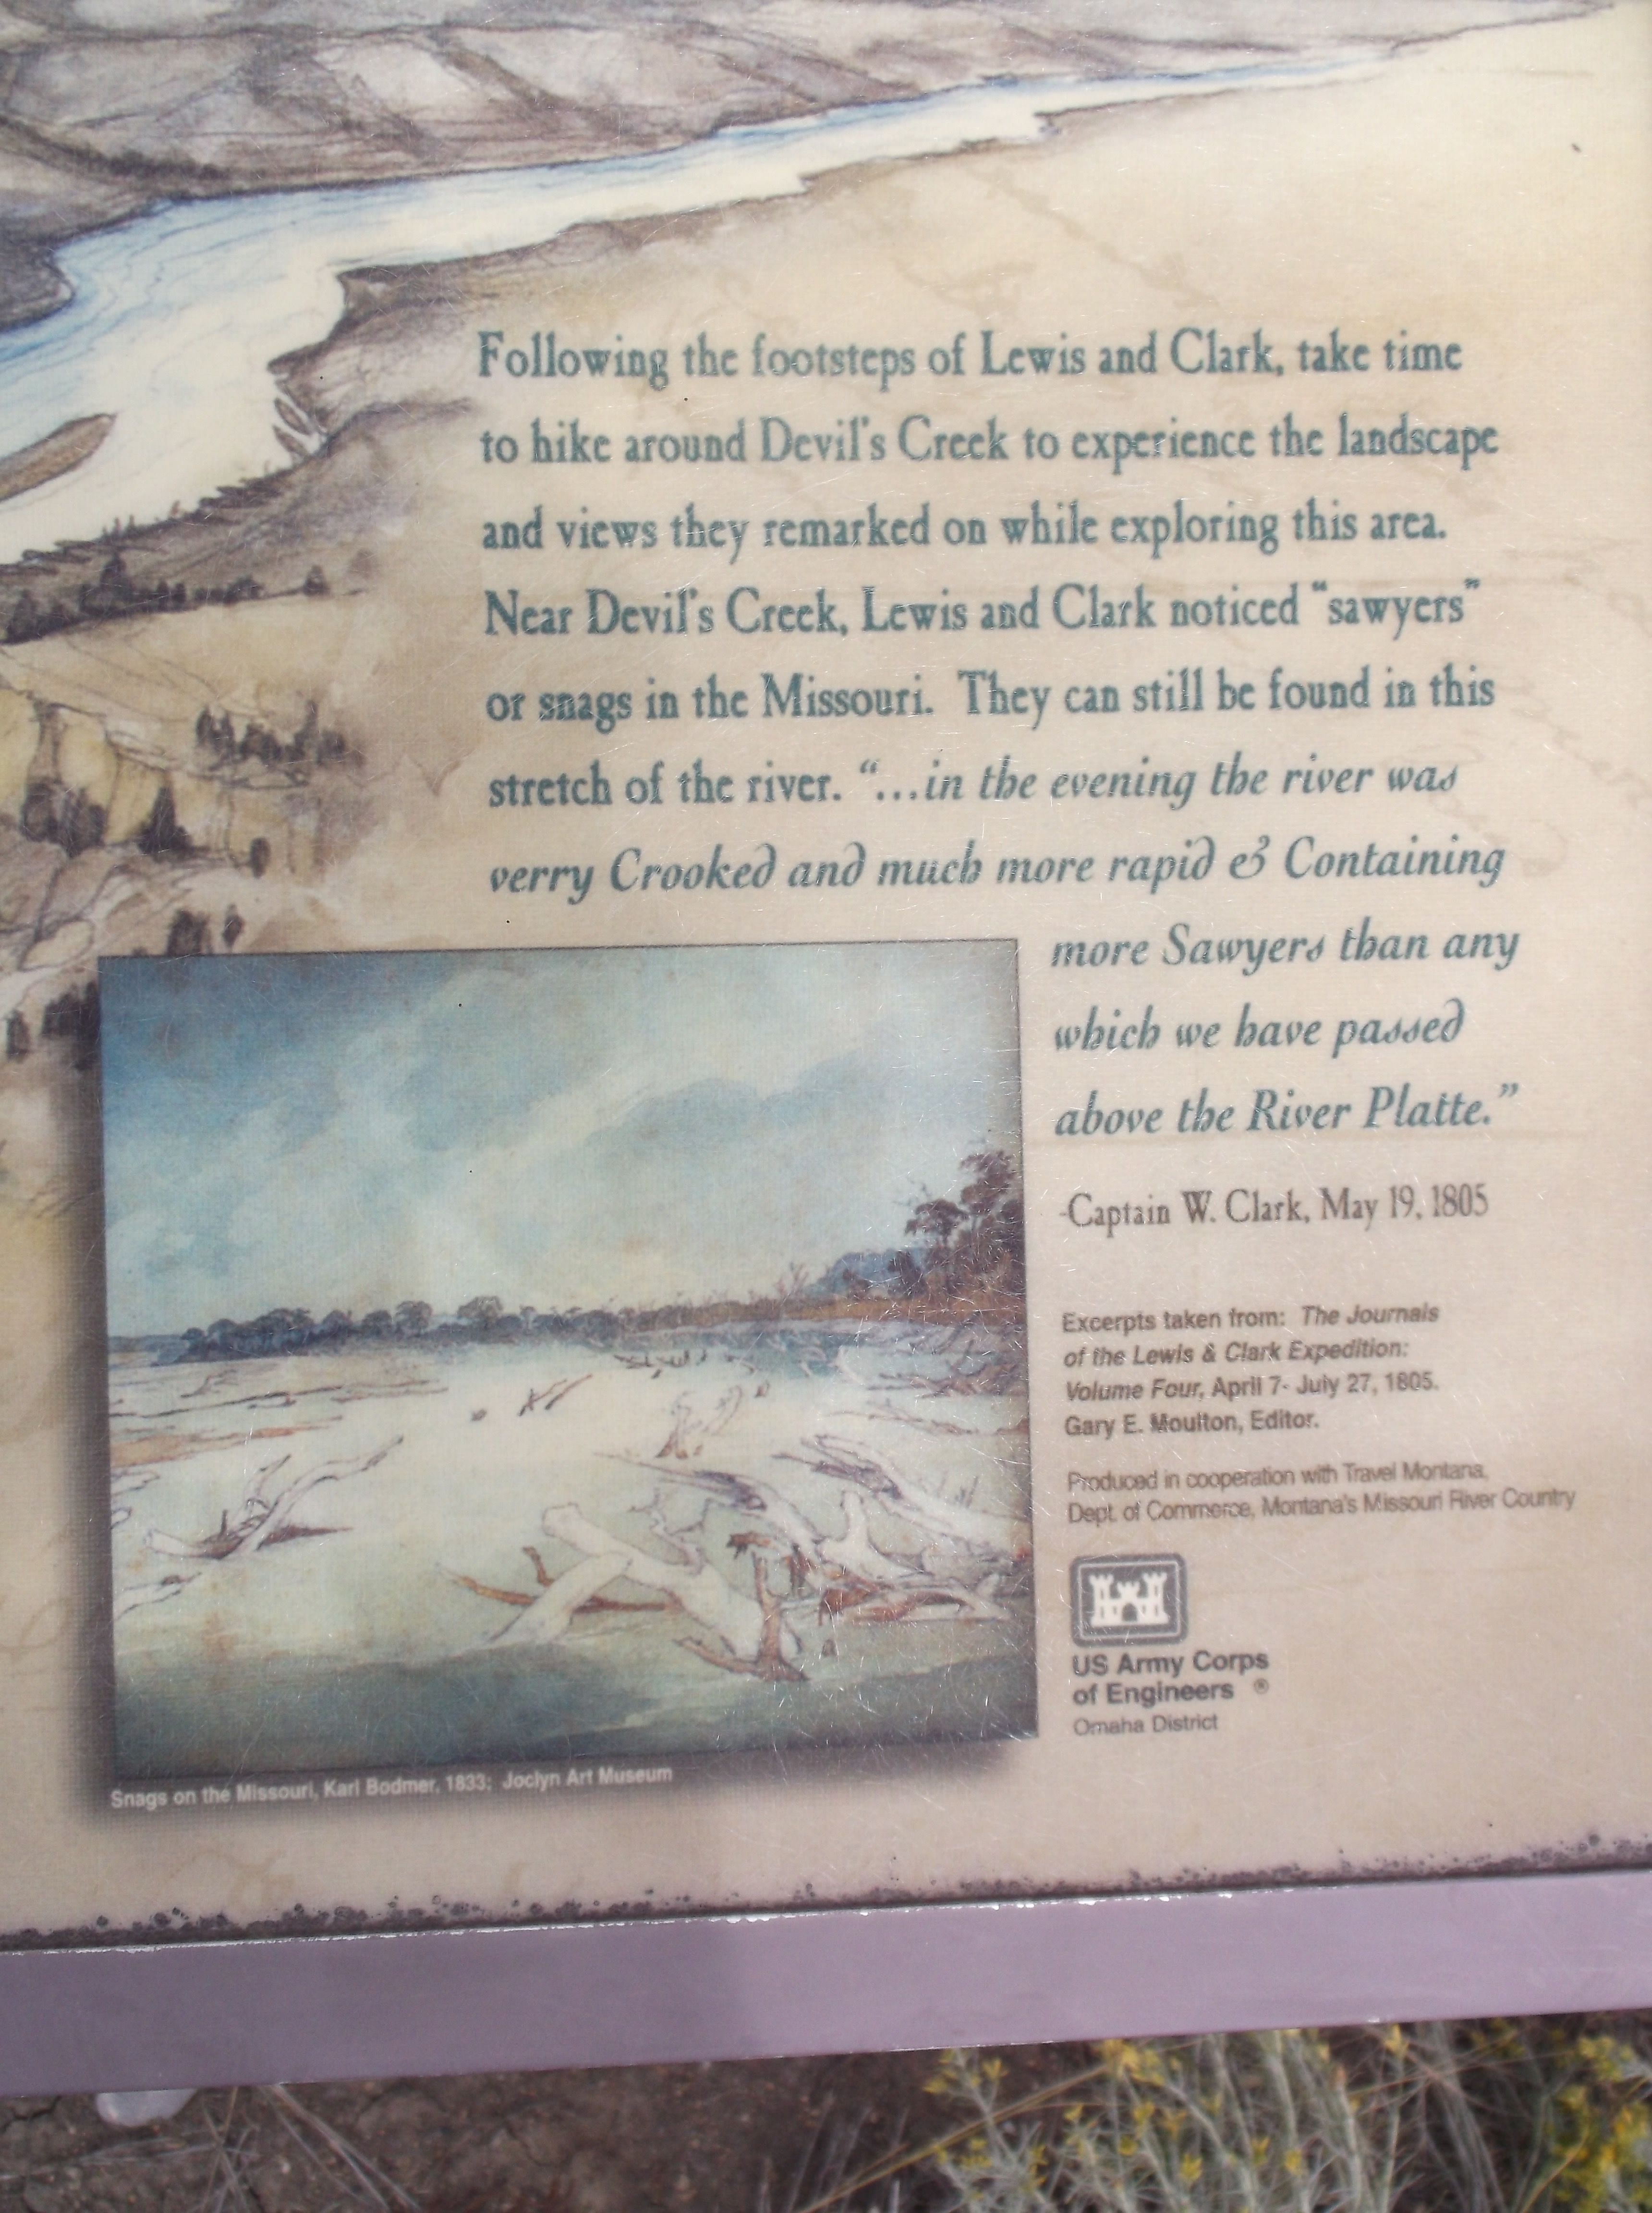 Following the footsteps of Lewis and Clark, take time
to hike around Devil's Creek to experience the landscape
and views they remarked on while exploring this area.
Near Devil's Creek, Lewis and Clark noticed “sawyers”
or snags in the Missouri. They can still be found in this
stretch of the river. “...in the evening the river was
verry Crooked and much more rapid & Containing
more Sawyers than any
which we have passed
above the River Platte.”
-Captain W. Clark, May 19, 1805
Excerpts taken from: The Journals
of the Lewis & Clark Expedition:
Volume Four, April 7- July 27, 1805.
Gary E. Moulton, Editor.
Produced in cooperation with Travel Montana,
Dept. of Commerce, Montana's Missouri River Country
US Army Corps
of Engineers ®
Omaha District
Snags on the Missouri, Karl Bodmer, 1833; Joclyn Art Museum